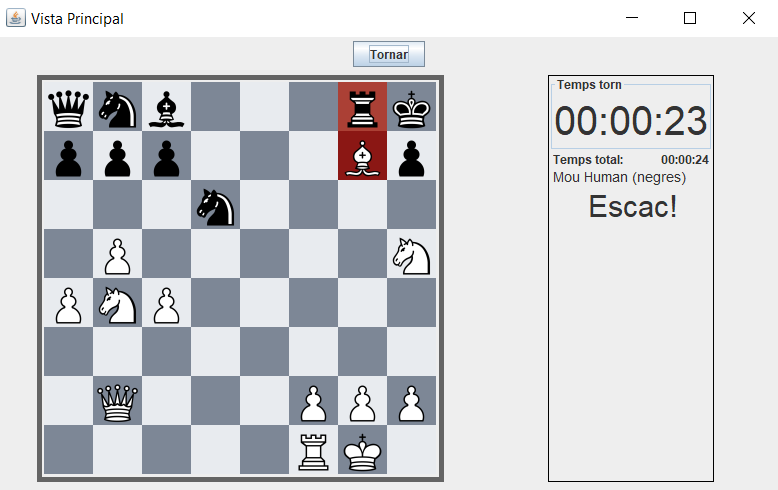 Vista Principal
Tornar
Temps torn
00:00:23
Temps total: 00:00:24
Mou Human (negres)
Escac!